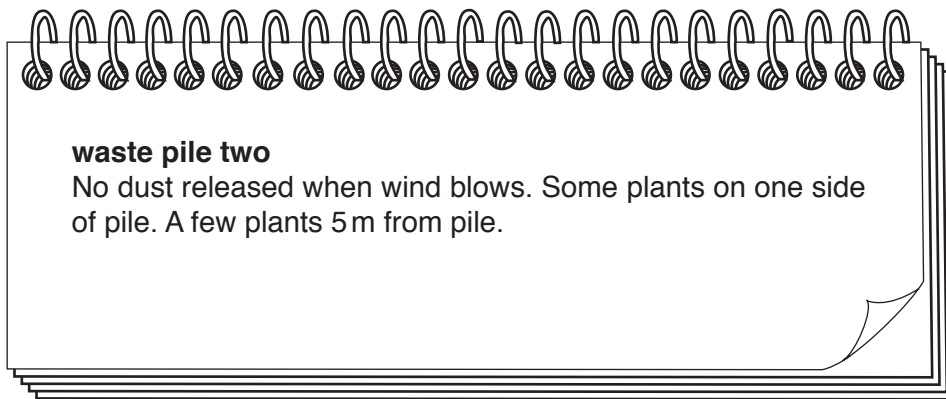 waste pile two
No dust released when wind blows. Some plants on one side
of pile. A few plants 5 m from pile.